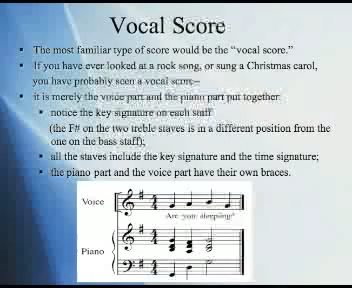 Vocal Score
The most familiar type of score would be the “vocal score.”
If you have ever looked at a rock song, or sung a Christmas carol,
you have probably seen a vocal score–
it is merely the voice part and the piano part put together.
notice the key signature on each staff
(the F# on the two treble staves is in a different position from the
one on the bass staff);
all the staves include the key signature and the time signature;
the piano part and the voice part have their own braces.
Voice
Are you sleeping?
Piano